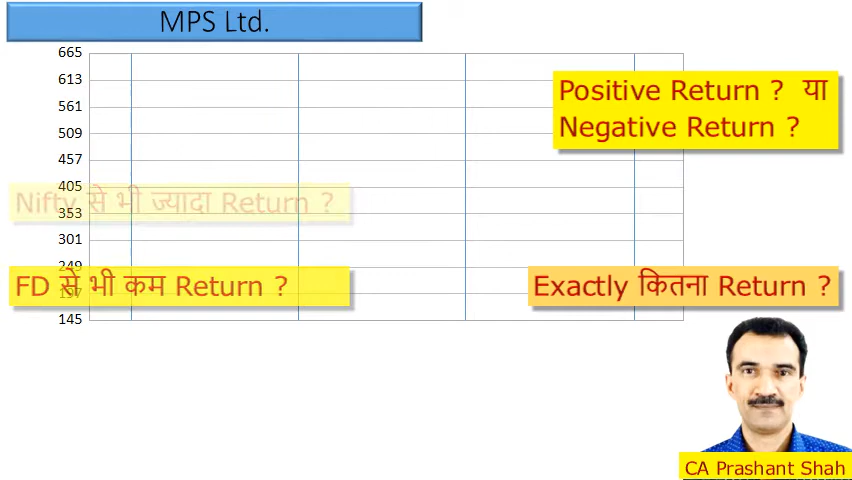 MPS Ltd.
665
613
561
509
457
405
353
301
249
197
145
Positive Return ? या
Negative Return ?
Nifty से भी ज्यादा Return ?
FD से भी कम Return ?
Exactly कितना Return ?
CA Prashant Shah